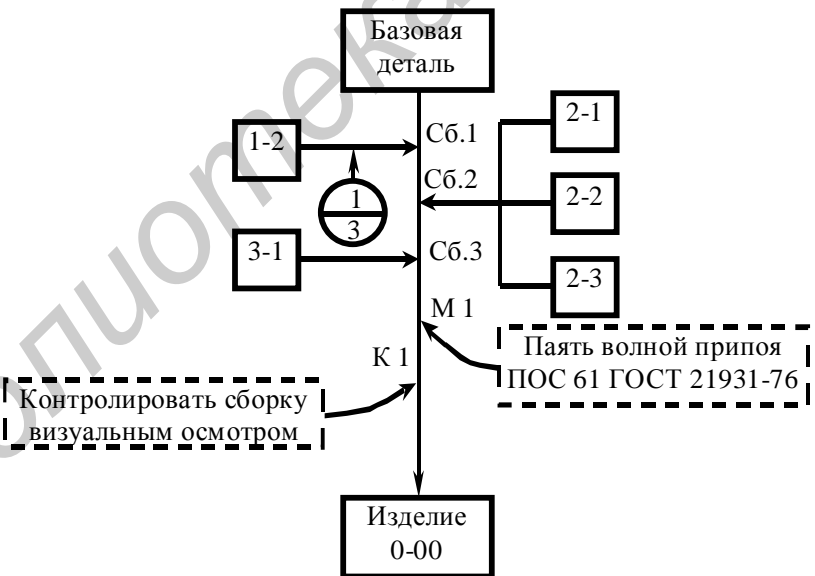 Базовая
деталь
1-2
Сб.1
2-1
Сб.2
1
3
2-2
3-1
Сб.3
2-3
М 1
Паять волной припоя
ПОС 61 ГОСТ 21931-76
К 1
Контролировать сборку
визуальным осмотром
Изделие
0-00